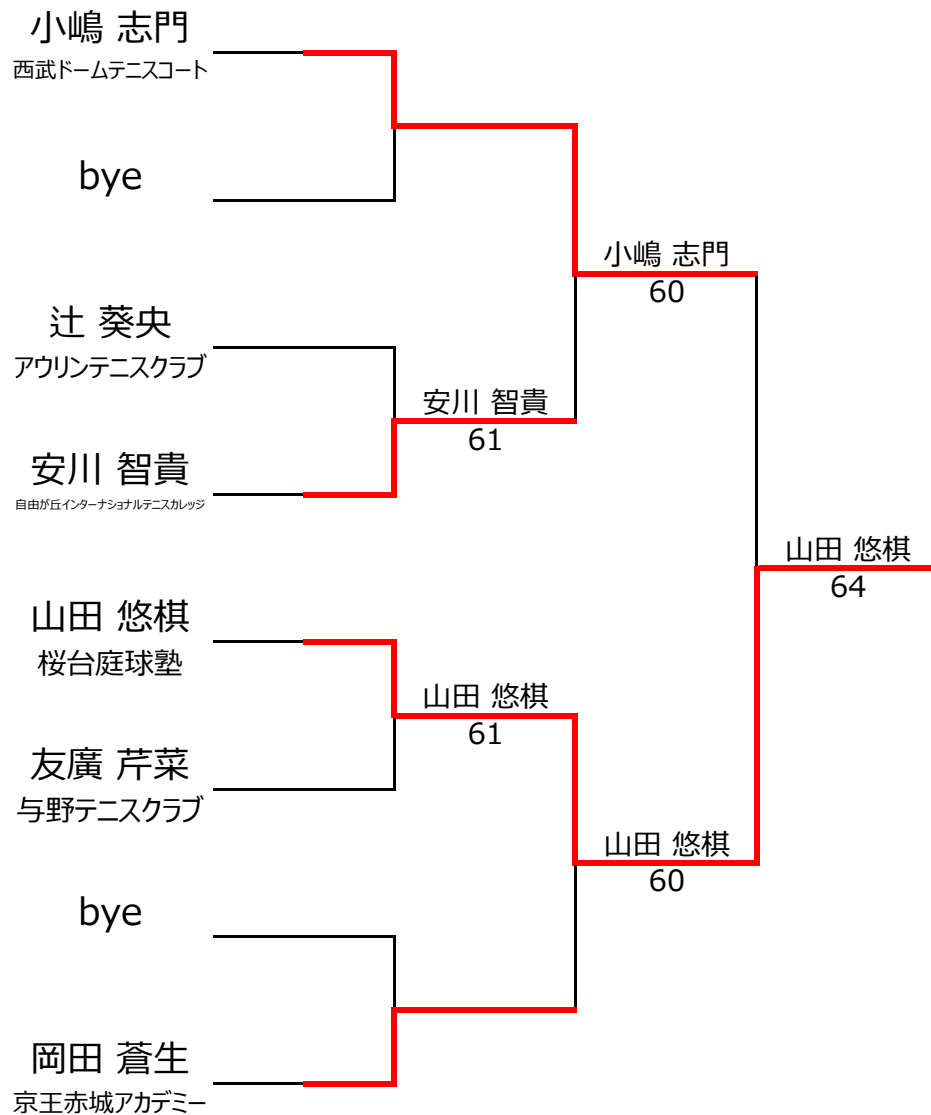 小嶋 志門
西武ドームテニスコート
bye
辻 葵央
アウリンテニスクラブ
安川 智貴
自由が丘インターナショナルテニスカレッジ
山田 悠棋
桜台庭球塾
友廣 芹菜
与野テニスクラブ
bye
岡田 蒼生
京王赤城アカデミー
安川 智貴
61
山田 悠棋
61
小嶋 志門
60
山田 悠棋
60
山田 悠棋
64